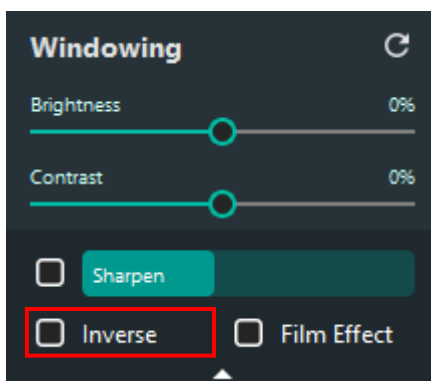 Windowing
Brightness 0%
Contrast 0%
Sharpen
Inverse Film Effect